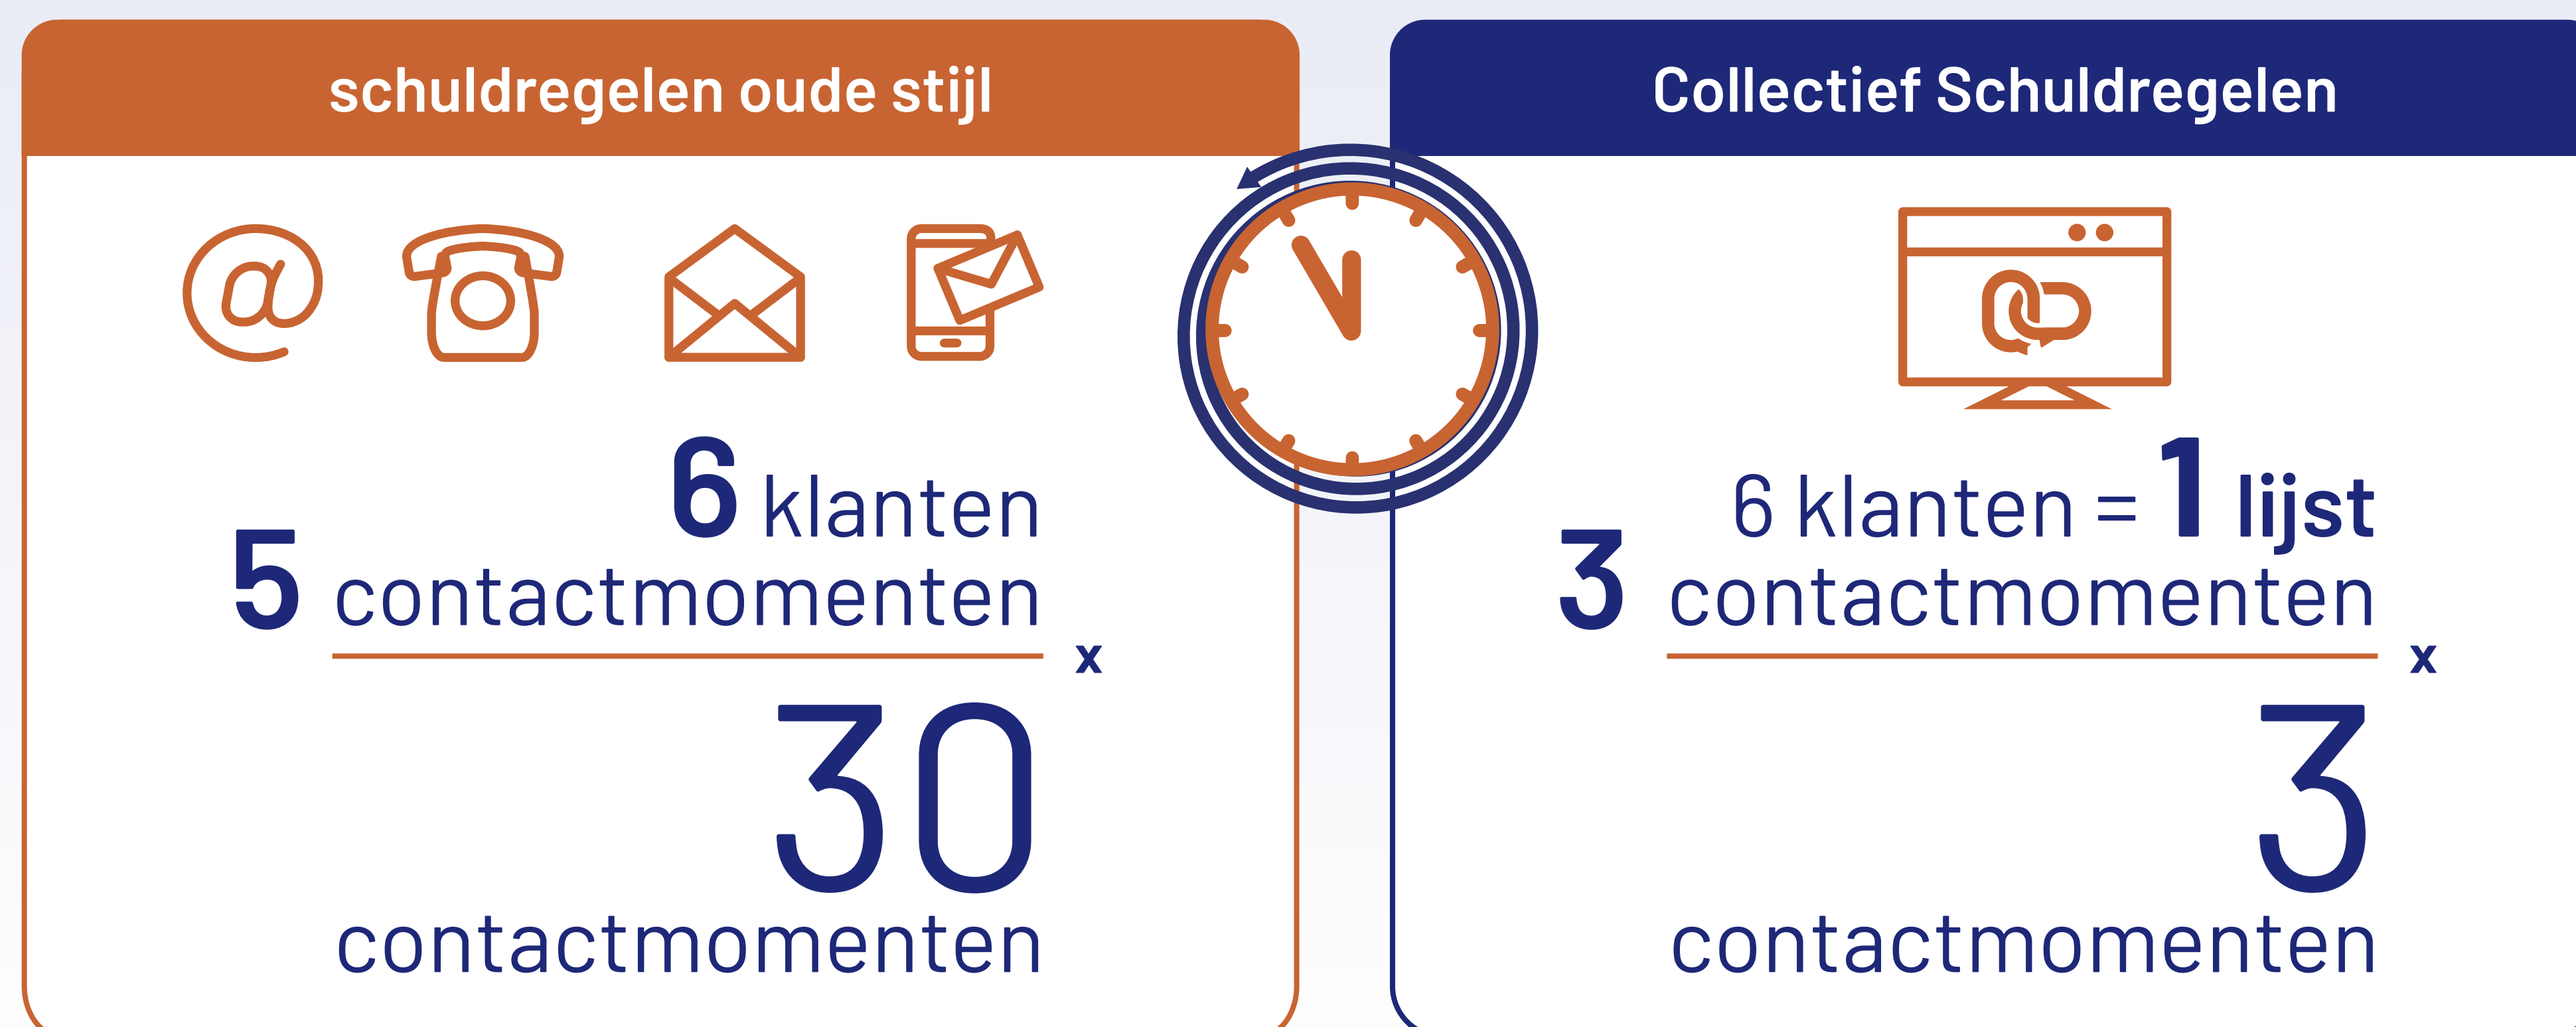 schuldregelen oude stijl
6 klanten
5 contactmomenten
x
30
contactmomenten
Collectief Schuldregelen
6 klanten = 1 lijst
3 contactmomenten
x
3
contactmomenten